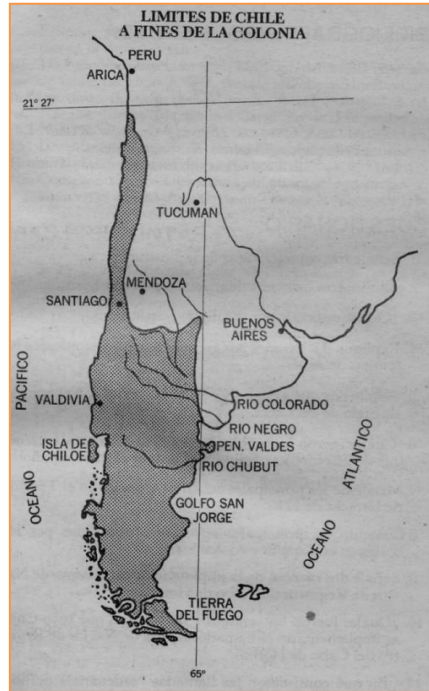 LIMITES DE CHILE
A FINES DE LA COLONIA
PERU
ARICA
21° 27'
TUCUMAN
MENDOZA
SANTIAGO
BUENOS
AIRES
PACIFICO
VALDIVIA
RIO COLORADO
RIO NEGRO
ISLA DE
CHILOE
PEN. VALDES
RIO CHUBUT
ATLANTICO
OCEANO
GOLFO SAN
JORGE
OCEANO
TIERRA
DEL FUEGO
65°